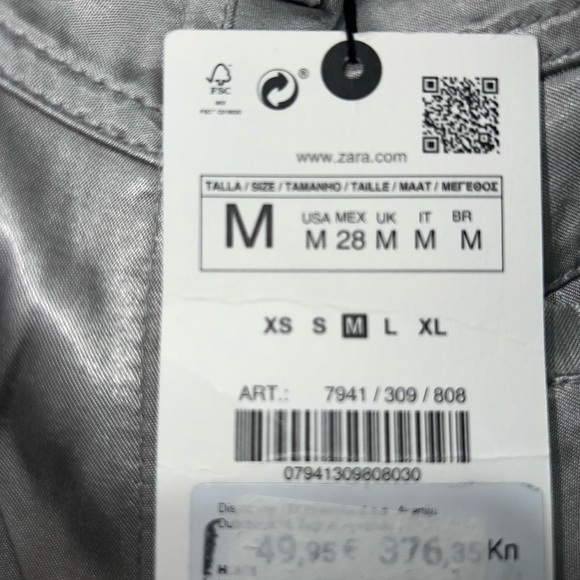 FSC
®
www.zara.com
TALLA / SIZE / TAMANHO / TAILLE / MAAT / ΜΕΓΕΘΟΣ
M USA MEX UK IT BR
M 28 M M M
XS S M L XL
ART.: 7941 / 309 / 808
07941309808030
49,95 € 376,35 Kn